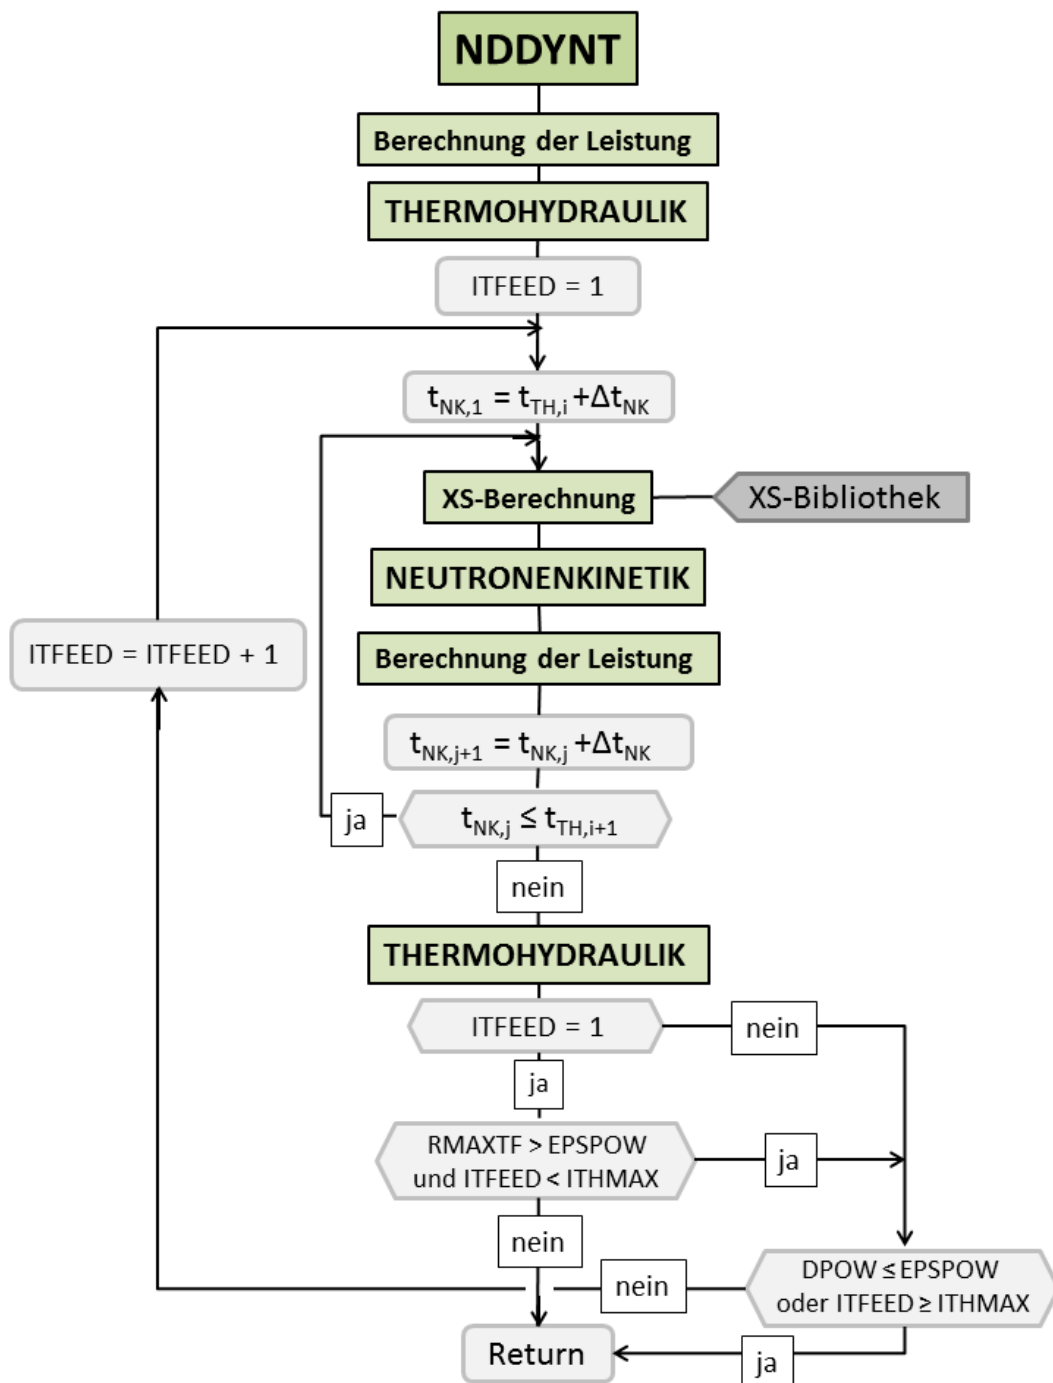 NDDYNT
Berechnung der Leistung
THERMOHYDRAULIK
ITFEED = 1
t_NK,1 = t_TH,i +Δt_NK
XS-Berechnung
XS-Bibliothek
NEUTRONENKINETIK
ITFEED = ITFEED + 1
Berechnung der Leistung
t_NK,j+1 = t_NK,j +Δt_NK
ja
t_NK,j ≤ t_TH,i+1
nein
THERMOHYDRAULIK
ITFEED = 1
nein
ja
RMAXTF > EPSPOW
und ITFEED < ITHMAX
ja
nein
nein
DPOW ≤ EPSPOW
oder ITFEED ≥ ITHMAX
Return
ja